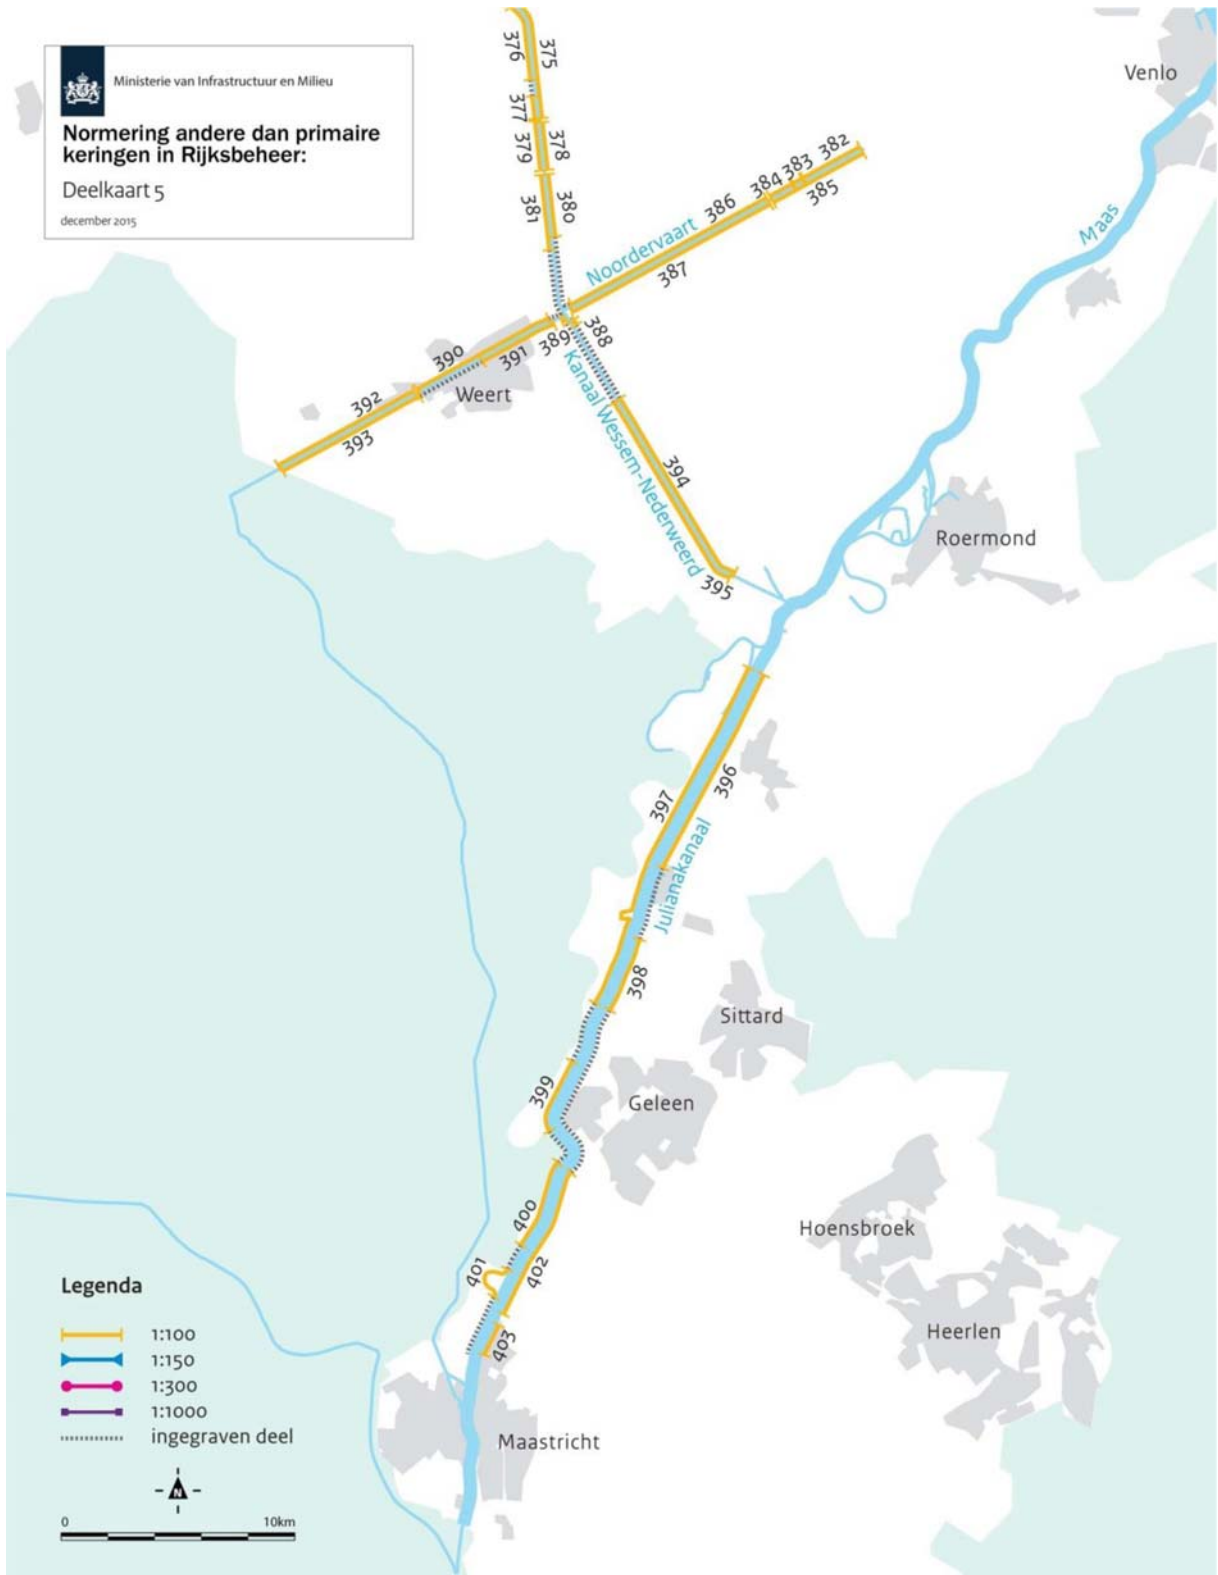 Ministerie van Infrastructuur en Milieu
Normering andere dan primaire
keringen in Rijksbeheer:
Deelkaart 5
december 2015
376
375
377
378
379
380
381
Venlo
382
383
384
385
386
Noordervaart
387
Maas
388
389
390
391
Weert
392
393
Kanaal Wessem-Nederweerd
394
395
Roermond
396
397
Julianakanaal
398
Sittard
399
Geleen
400
Hoensbroek
401
402
Heerlen
403
Maastricht
Legenda
1:100
1:150
1:300
1:1000
ingegraven deel
N
0 10km